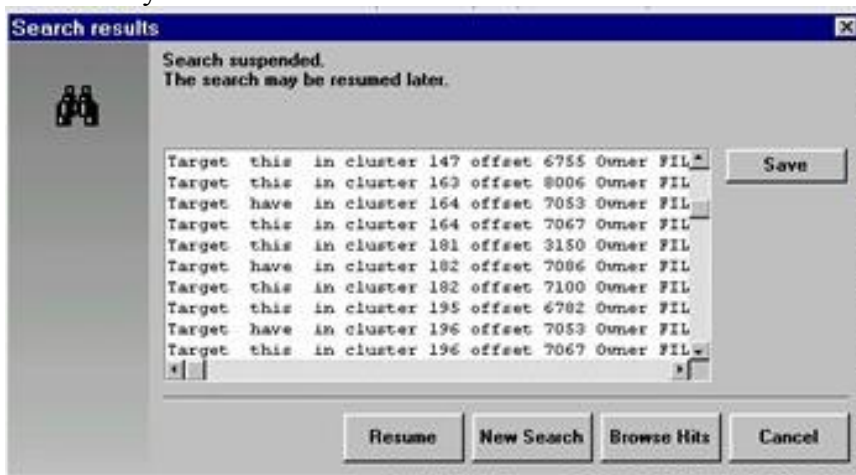 Search results
Search suspended.
The search may be resumed later.
Target this in cluster 147 offset 6755 Owner FIL
Target this in cluster 163 offset 8006 Owner FIL
Target have in cluster 164 offset 7053 Owner FIL
Target this in cluster 164 offset 7067 Owner FIL
Target this in cluster 181 offset 3150 Owner FIL
Target have in cluster 182 offset 7086 Owner FIL
Target this in cluster 182 offset 7100 Owner FIL
Target this in cluster 195 offset 6782 Owner FIL
Target have in cluster 196 offset 7053 Owner FIL
Target this in cluster 196 offset 7067 Owner FIL
Save
Resume New Search Browse Hits Cancel